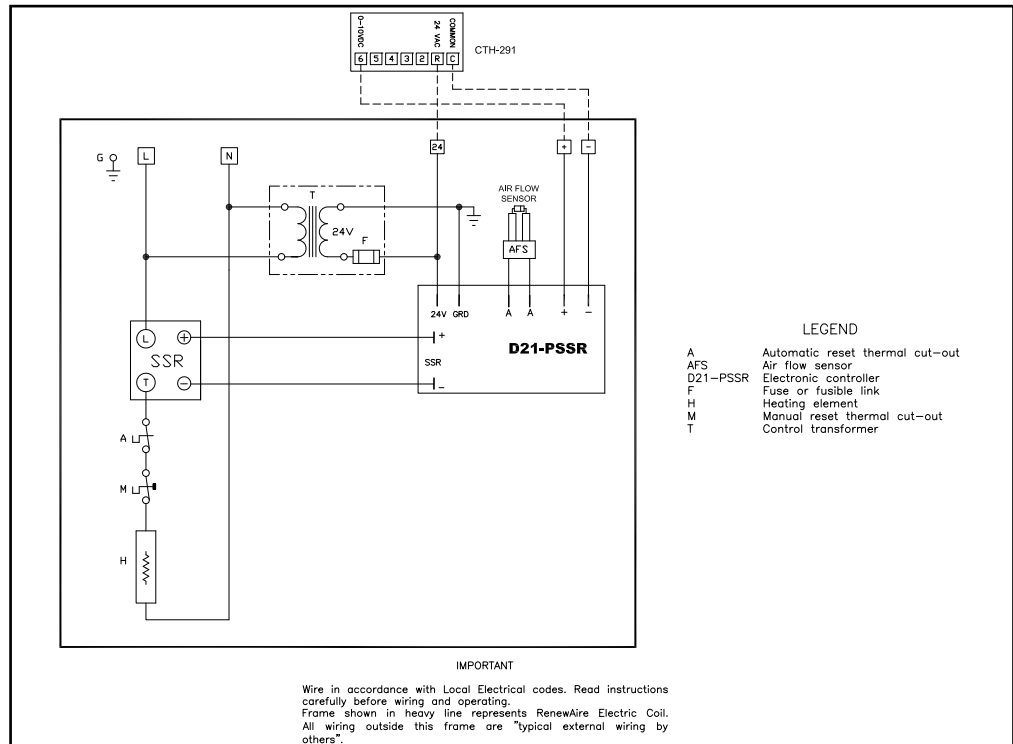 0-10VDC
24 VAC
COMMON
6 5 4 3 2 R C
CTH-291
G
L
N
24
+ -
T
24V
F
AIR FLOW
SENSOR
AFS
24V GRD A A + -
L +
SSR
T -
+
SSR
-
D21-PSSR
A
M
H
LEGEND
A Automatic reset thermal cut-out
AFS Air flow sensor
D21-PSSR Electronic controller
F Fuse or fusible link
H Heating element
M Manual reset thermal cut-out
T Control transformer
IMPORTANT
Wire in accordance with Local Electrical codes. Read instructions
carefully before wiring and operating.
Frame shown in heavy line represents RenewAire Electric Coil.
All wiring outside this frame are "typical external wiring by
others".